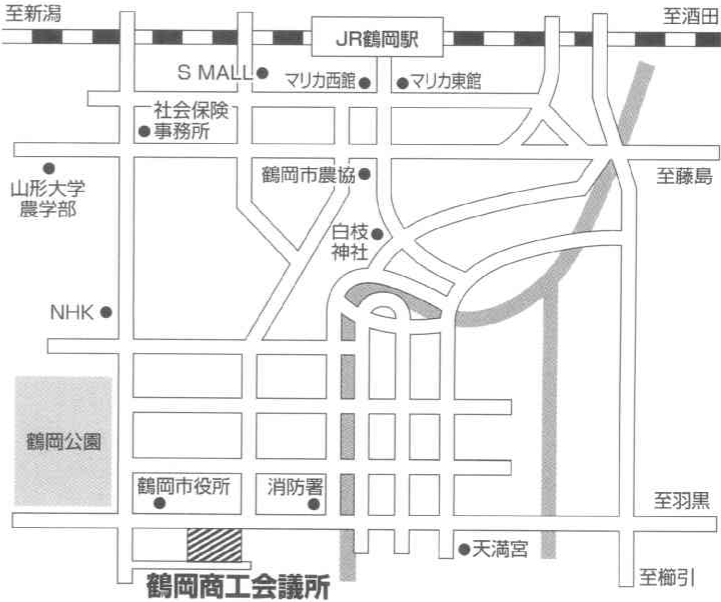 至新潟
至酒田
JR鶴岡駅
S MALL
マリカ西館
マリカ東館
社会保険
事務所
山形大学
農学部
鶴岡市農協
至藤島
白枝
神社
NHK
鶴岡公園
鶴岡市役所
消防署
至羽黒
天満宮
至櫛引
鶴岡商工会議所